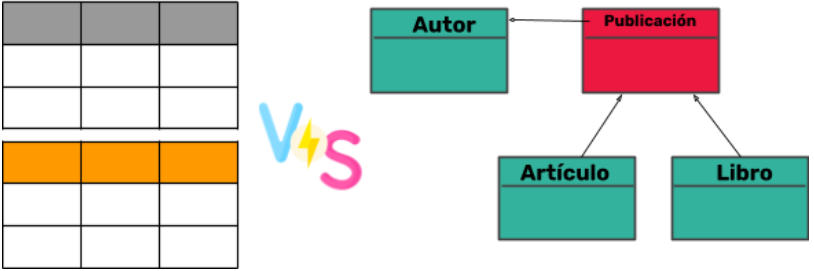 Autor
Publicación
VS
Artículo
Libro